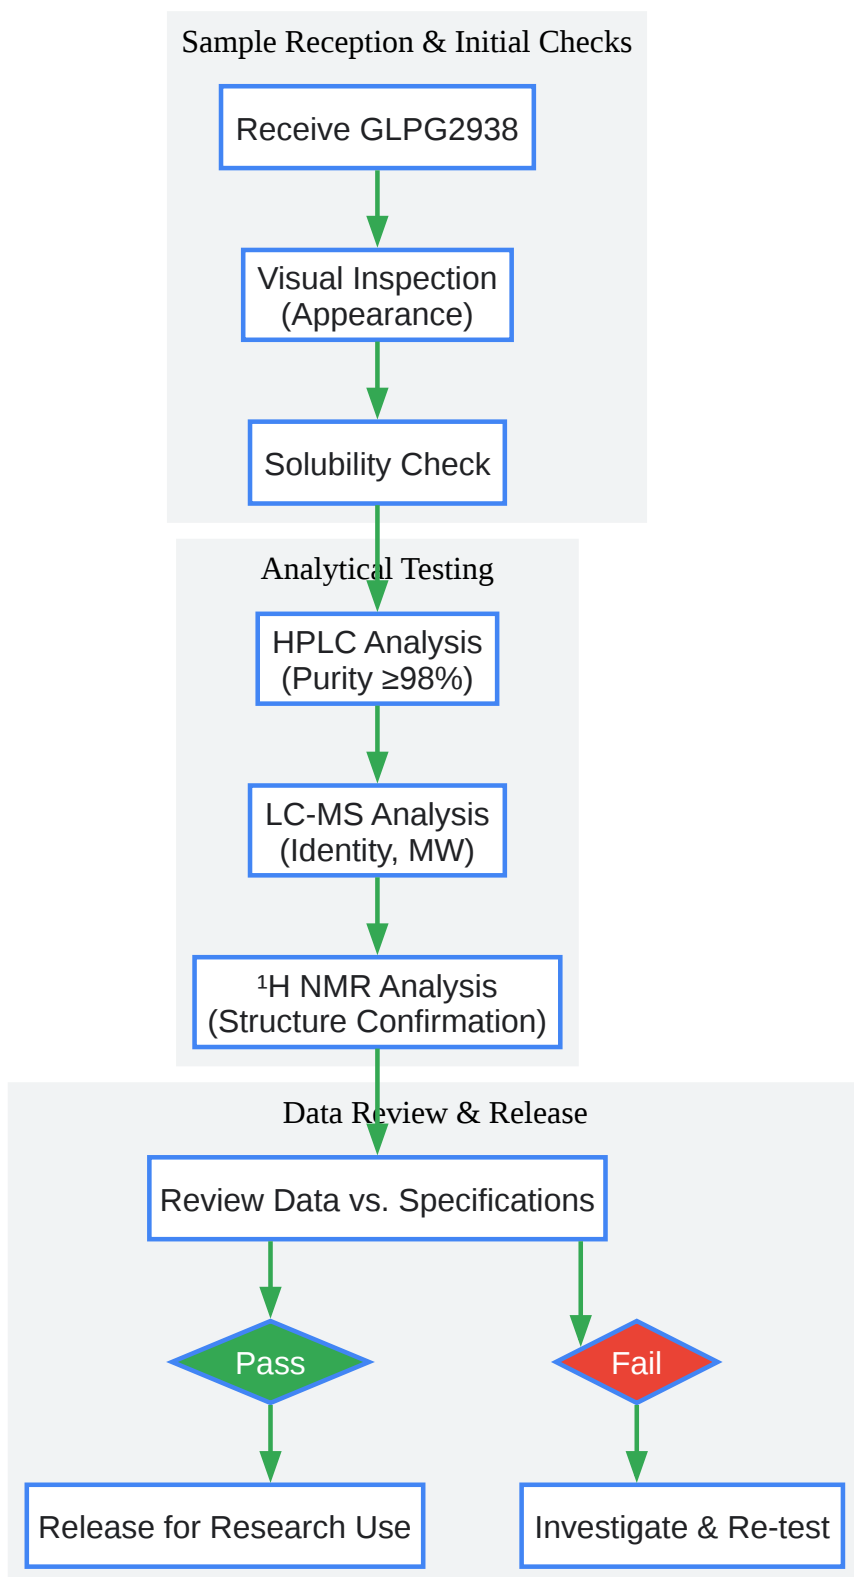 Sample Reception & Initial Checks
Receive GLPG2938
Visual Inspection
(Appearance)
Solubility Check
Analytical Testing
HPLC Analysis
(Purity ≥98%)
LC-MS Analysis
(Identity, MW)
¹H NMR Analysis
(Structure Confirmation)
Data Review & Release
Review Data vs. Specifications
Pass
Fail
Release for Research Use
Investigate & Re-test